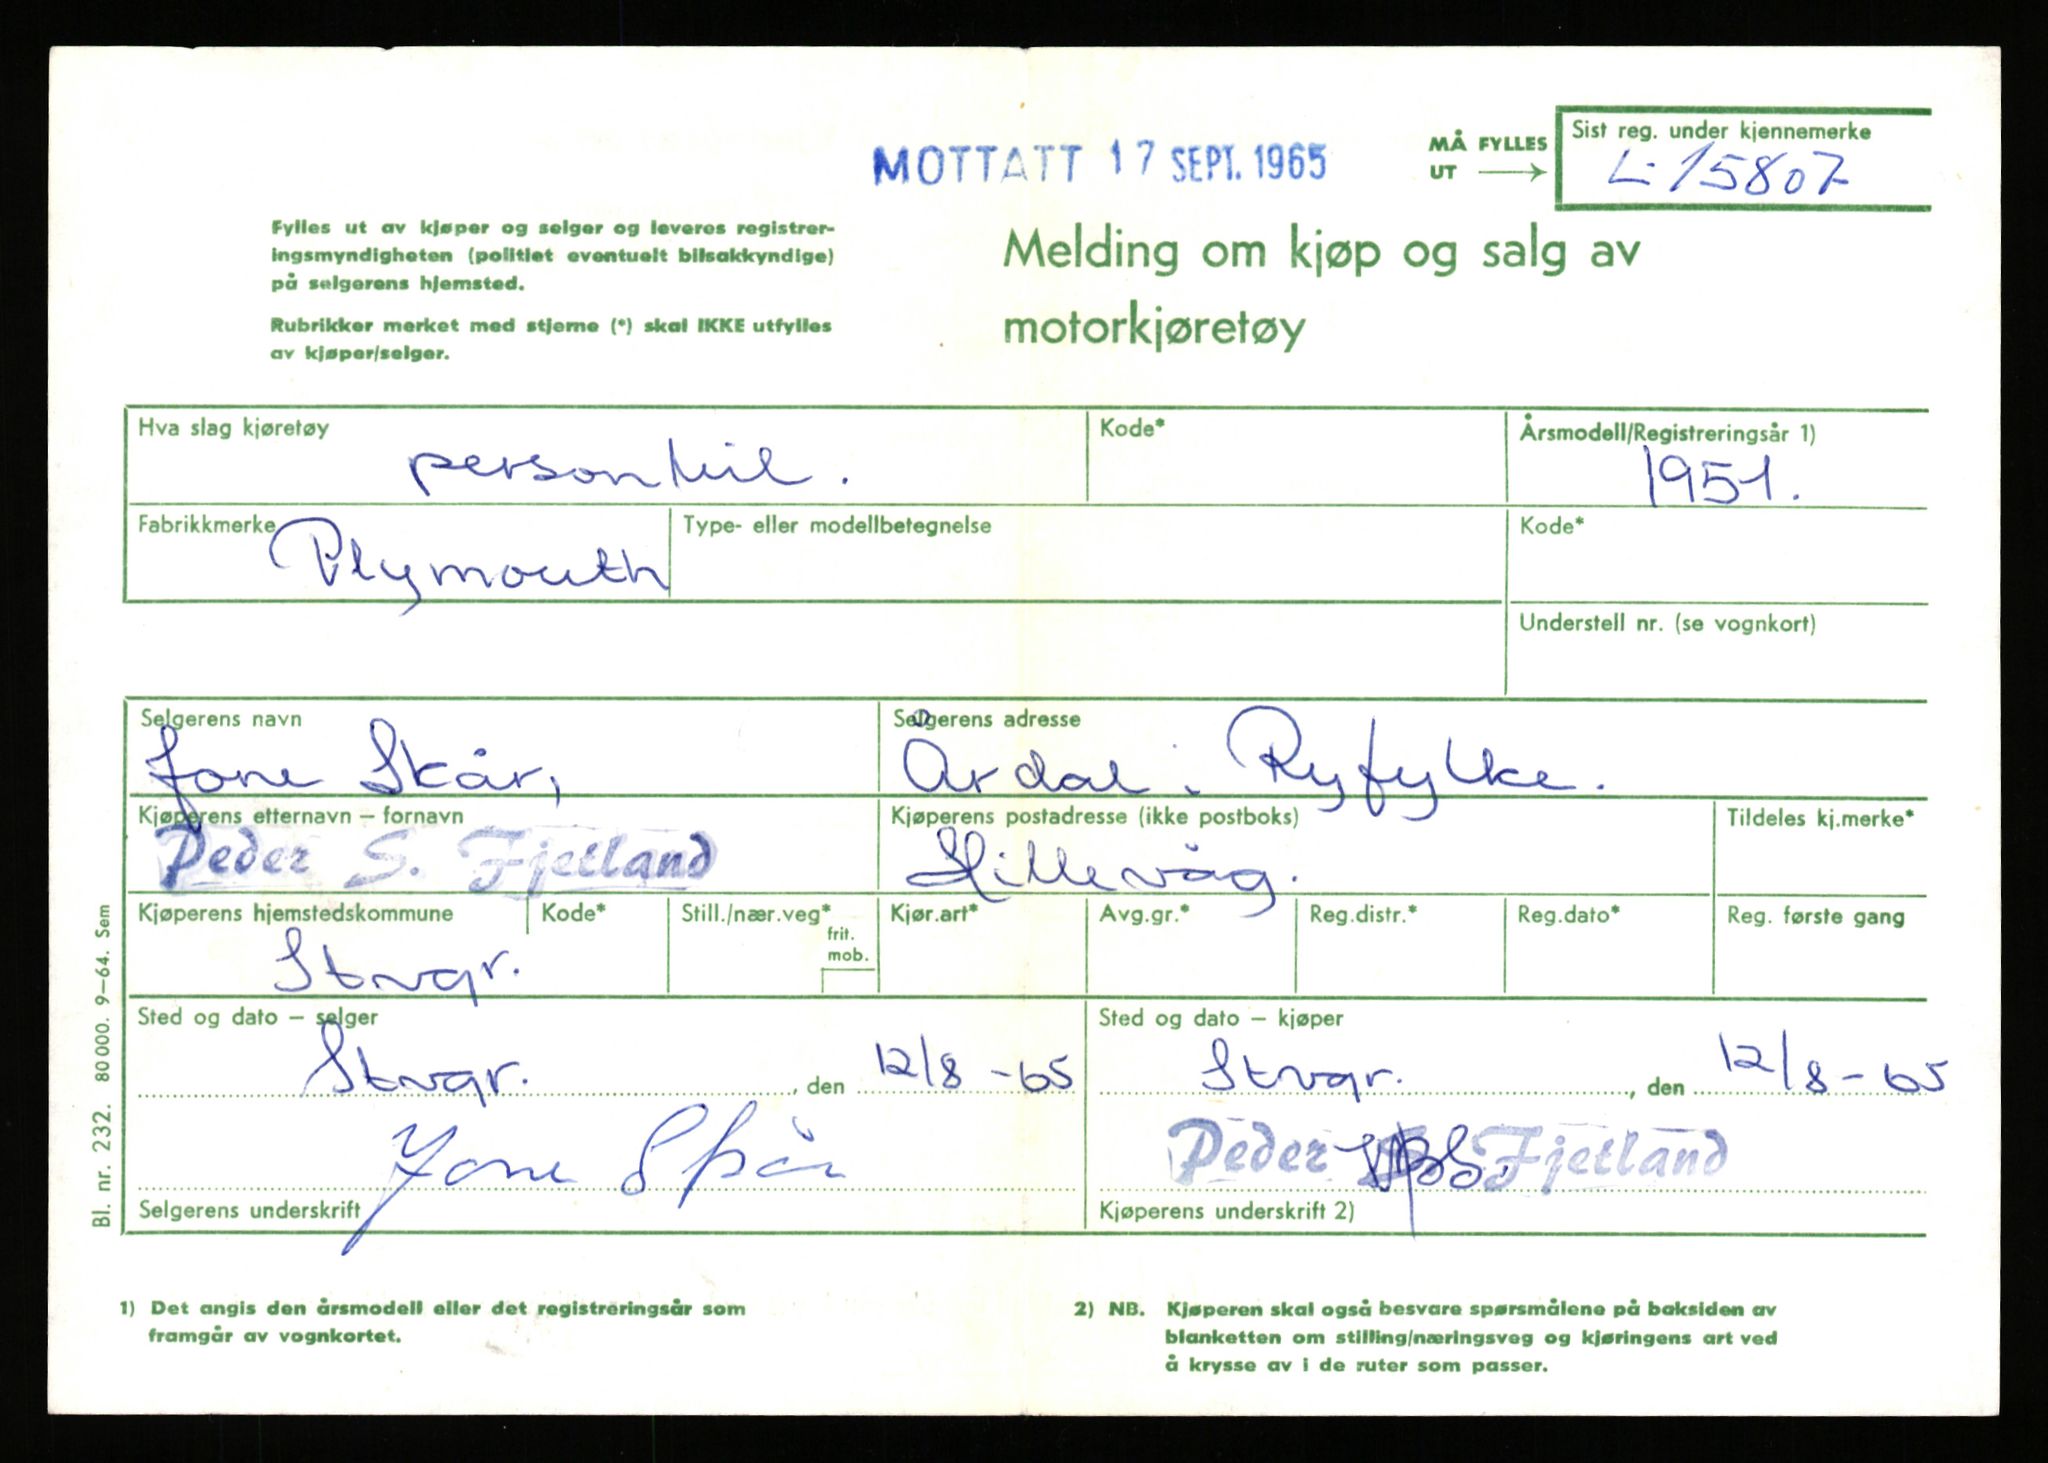 MOTTATT 17 SEPT. 1965
MÅ FYLLES UT
Sist reg. under kjennemerke
L-15807
Fylles ut av kjøper og selger og leveres registrer-
ingsmyndigheten (politiet eventuelt bilsakkyndige)
på selgerens hjemsted.
Rubrikker merket med stjerne (*) skal IKKE utfylles
av kjøper/selger.
Melding om kjøp og salg av
motorkjøretøy
Hva slag kjøretøy
personbil.
Kode*
Årsmodell/Registreringsår 1)
1951.
Fabrikkmerke
Plymouth
Type- eller modellbetegnelse
Kode*
Understell nr. (se vognkort)
Selgerens navn
Jone Skår,
Selgerens adresse
Årdal i Ryfylke.
Kjøperens etternavn – fornavn
Peder S. Fjetland
Kjøperens postadresse (ikke postboks)
Hillevåg.
Tildeles kj.merke*
Kjøperens hjemstedskommune
Stvgr.
Kode*
Still./nær.veg*
frit.
mob.
Kjør.art*
Avg.gr.*
Reg.distr.*
Reg.dato*
Reg. første gang
Sted og dato – selger
Stvgr. , den 12/8 -65
Sted og dato – kjøper
Stvgr. , den 12/8 - 65
Jone Skår
Peder S. Fjetland
Selgerens underskrift
Kjøperens underskrift 2)
Bl. nr. 232. 80 000. 9–64. Sem
1) Det angis den årsmodell eller det registreringsår som
framgår av vognkortet.
2) NB. Kjøperen skal også besvare spørsmålene på baksiden av
blanketten om stilling/næringsveg og kjøringens art ved
å krysse av i de ruter som passer.